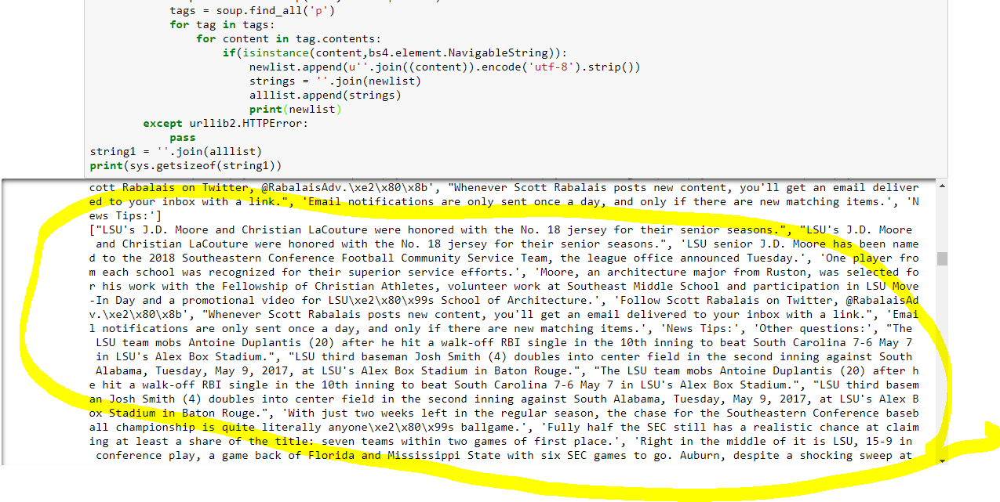 tags = soup.find_all('p')
for tag in tags:
for content in tag.contents:
if(isinstance(content,bs4.element.NavigableString)):
newlist.append(u''.join((content)).encode('utf-8').strip())
strings = ''.join(newlist)
alllist.append(strings)
print(newlist)
except urllib2.HTTPError:
pass
string1 = ''.join(alllist)
print(sys.getsizeof(string1))
cott Rabalais on Twitter, @RabalaisAdv.\xe2\x80\x8b', "Whenever Scott Rabalais posts new content, you'll get an email deliver
ed to your inbox with a link.", 'Email notifications are only sent once a day, and only if there are new matching items.', 'N
ews Tips:']
["LSU's J.D. Moore and Christian LaCouture were honored with the No. 18 jersey for their senior seasons.", "LSU's J.D. Moore
and Christian LaCouture were honored with the No. 18 jersey for their senior seasons.", 'LSU senior J.D. Moore has been name
d to the 2018 Southeastern Conference Football Community Service Team, the league office announced Tuesday.', 'One player fro
m each school was recognized for their superior service efforts.', 'Moore, an architecture major from Ruston, was selected fo
r his work with the Fellowship of Christian Athletes, volunteer work at Southeast Middle School and participation in LSU Move
-In Day and a promotional video for LSU\xe2\x80\x99s School of Architecture.', 'Follow Scott Rabalais on Twitter, @RabalaisAd
v.\xe2\x80\x8b', "Whenever Scott Rabalais posts new content, you'll get an email delivered to your inbox with a link.", 'Emai
l notifications are only sent once a day, and only if there are new matching items.', 'News Tips:', 'Other questions:', "The
LSU team mobs Antoine Duplantis (20) after he hit a walk-off RBI single in the 10th inning to beat South Carolina 7-6 May 7
in LSU's Alex Box Stadium.", "LSU third baseman Josh Smith (4) doubles into center field in the second inning against South
Alabama, Tuesday, May 9, 2017, at LSU's Alex Box Stadium in Baton Rouge.", "The LSU team mobs Antoine Duplantis (20) after h
e hit a walk-off RBI single in the 10th inning to beat South Carolina 7-6 May 7 in LSU's Alex Box Stadium.", "LSU third basem
an Josh Smith (4) doubles into center field in the second inning against South Alabama, Tuesday, May 9, 2017, at LSU's Alex B
ox Stadium in Baton Rouge.", 'With just two weeks left in the regular season, the chase for the Southeastern Conference baseb
all championship is quite literally anyone\xe2\x80\x99s ballgame.', 'Fully half the SEC still has a realistic chance at claim
ing at least a share of the title: seven teams within two games of first place.', 'Right in the middle of it is LSU, 15-9 in
conference play, a game back of Florida and Mississippi State with six SEC games to go. Auburn, despite a shocking sweep at